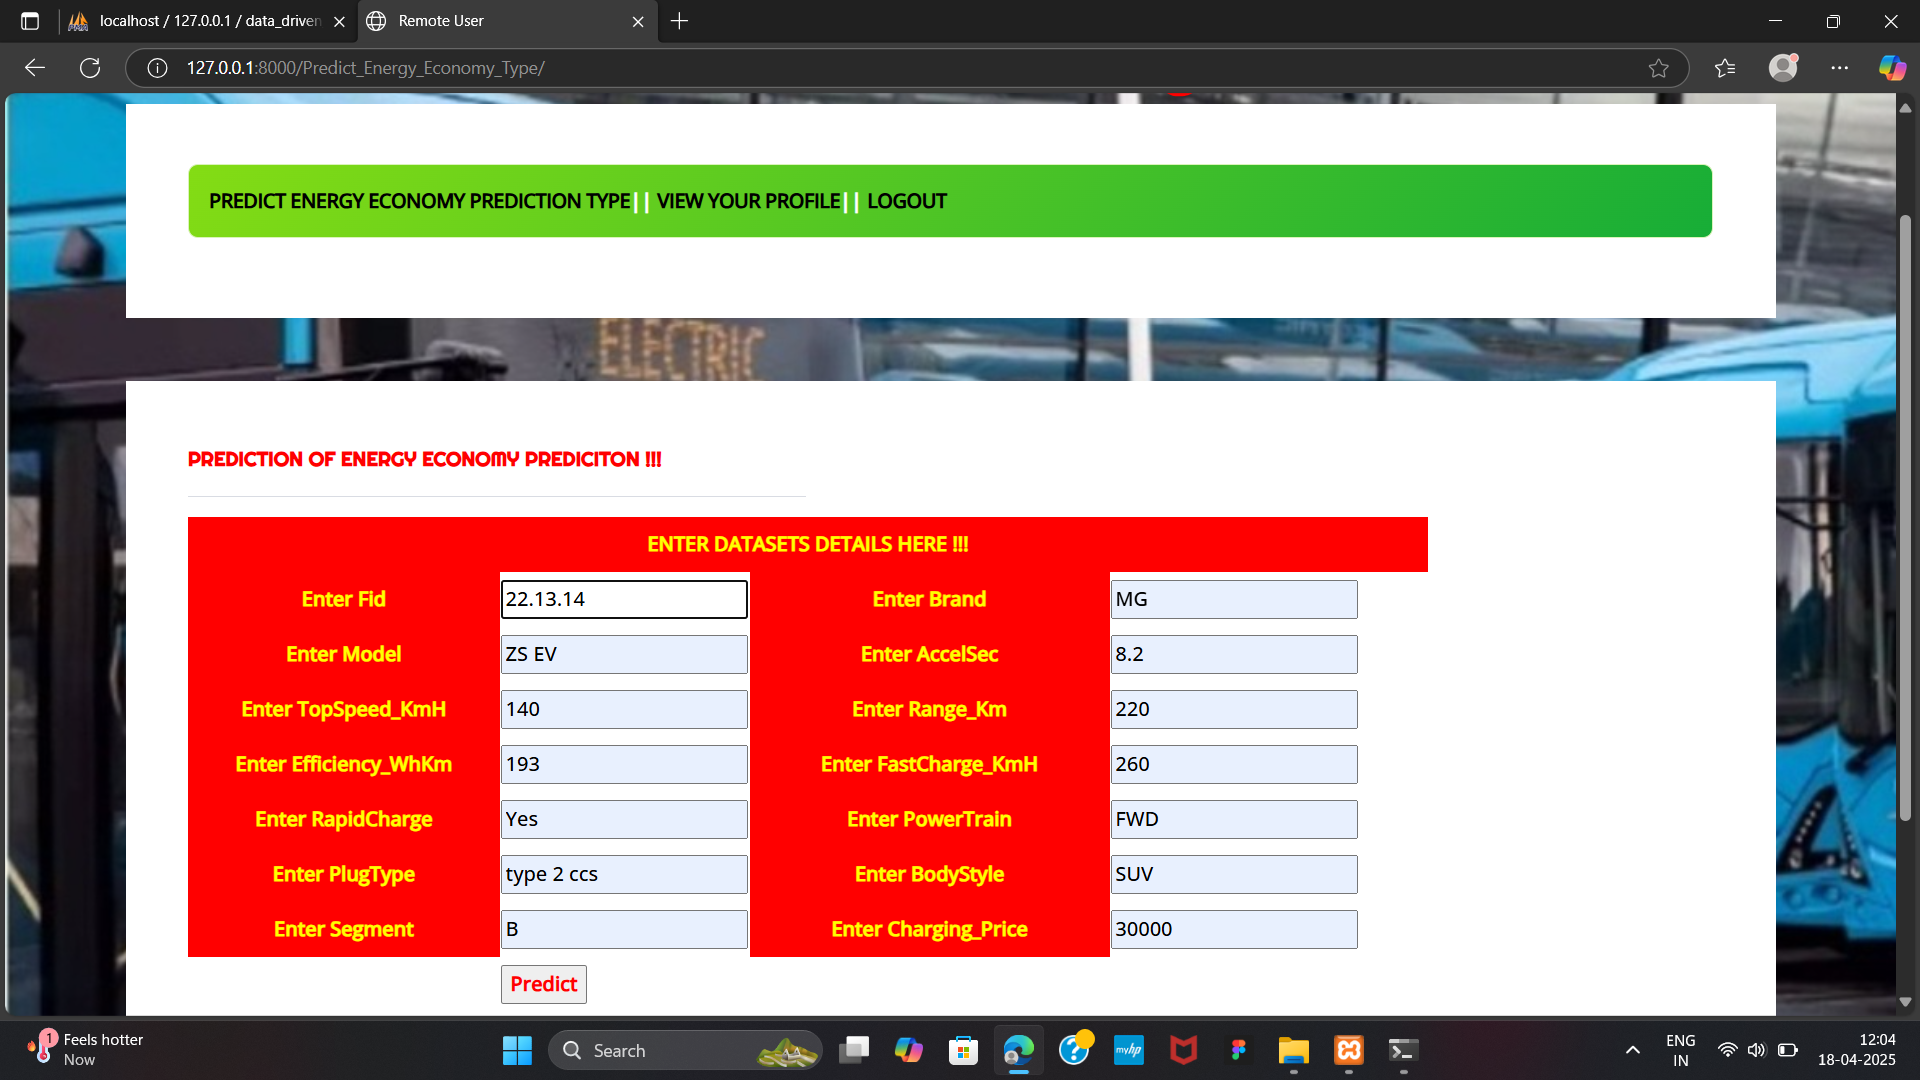 localhost / 127.0.0.1 / data_driven
Remote User
127.0.0.1:8000/Predict_Energy_Economy_Type/
PREDICT ENERGY ECONOMY PREDICTION TYPE|| VIEW YOUR PROFILE|| LOGOUT
ELECTRIC
PREDICTION OF ENERGY ECONOMY PREDICITON !!!
ENTER DATASETS DETAILS HERE !!!
Enter Fid 22.13.14 Enter Brand MG
Enter Model ZS EV Enter AccelSec 8.2
Enter TopSpeed_KmH 140 Enter Range_Km 220
Enter Efficiency_WhKm 193 Enter FastCharge_KmH 260
Enter RapidCharge Yes Enter PowerTrain FWD
Enter PlugType type 2 ccs Enter BodyStyle SUV
Enter Segment B Enter Charging_Price 30000
Predict
1 Feels hotter
Now
Search
myhp
ENG
IN
12:04
18-04-2025